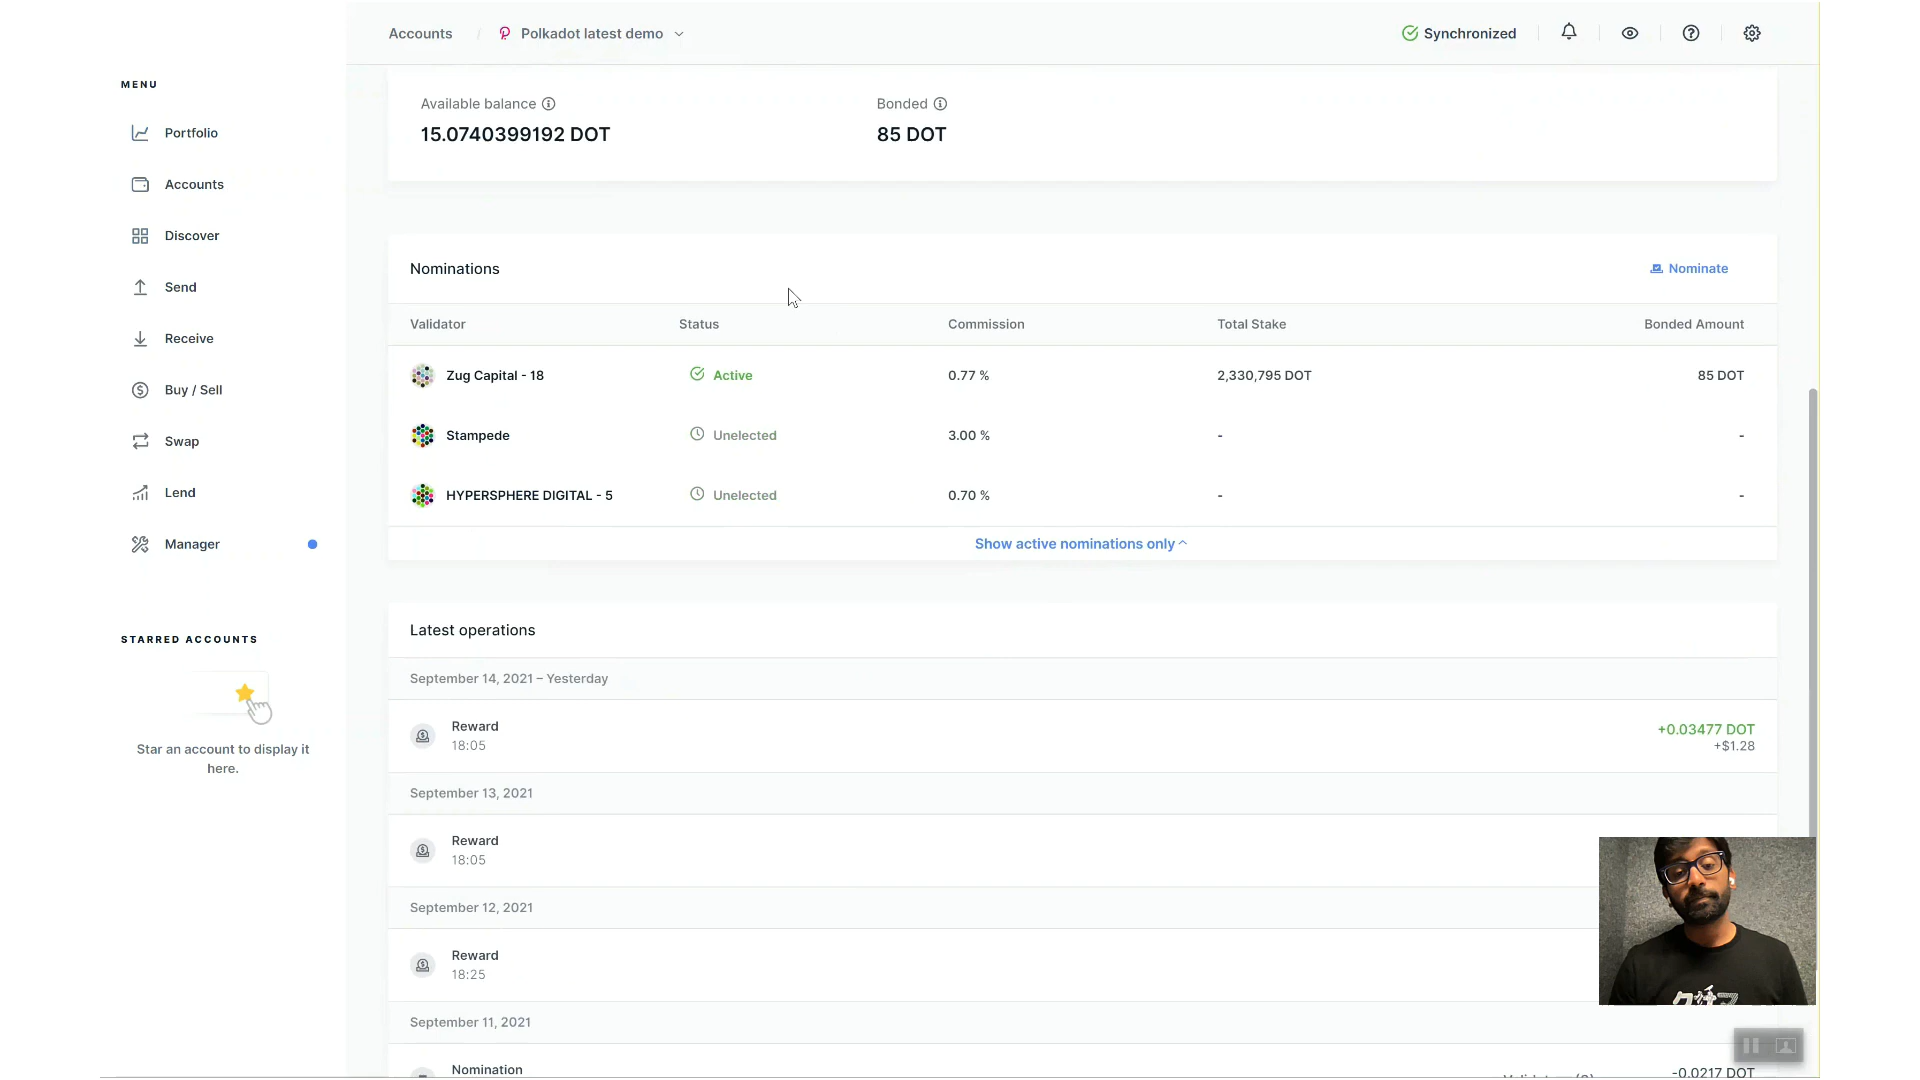 Accounts / Polkadot latest demo
Synchronized
MENU
Portfolio
Accounts
Discover
Send
Receive
Buy / Sell
Swap
Lend
Manager
STARRED ACCOUNTS
Star an account to display it
here.
Available balance
15.0740399192 DOT
Bonded
85 DOT
Nominations
Nominate
Validator Status Commission Total Stake Bonded Amount
Zug Capital - 18 Active 0.77 % 2,330,795 DOT 85 DOT
Stampede Unelected 3.00 % - -
HYPERSPHERE DIGITAL - 5 Unelected 0.70 % - -
Show active nominations only
Latest operations
September 14, 2021 – Yesterday
Reward
18:05
+0.03477 DOT
+$1.28
September 13, 2021
Reward
18:05
September 12, 2021
Reward
18:25
September 11, 2021
Nomination
-0.0217 DOT